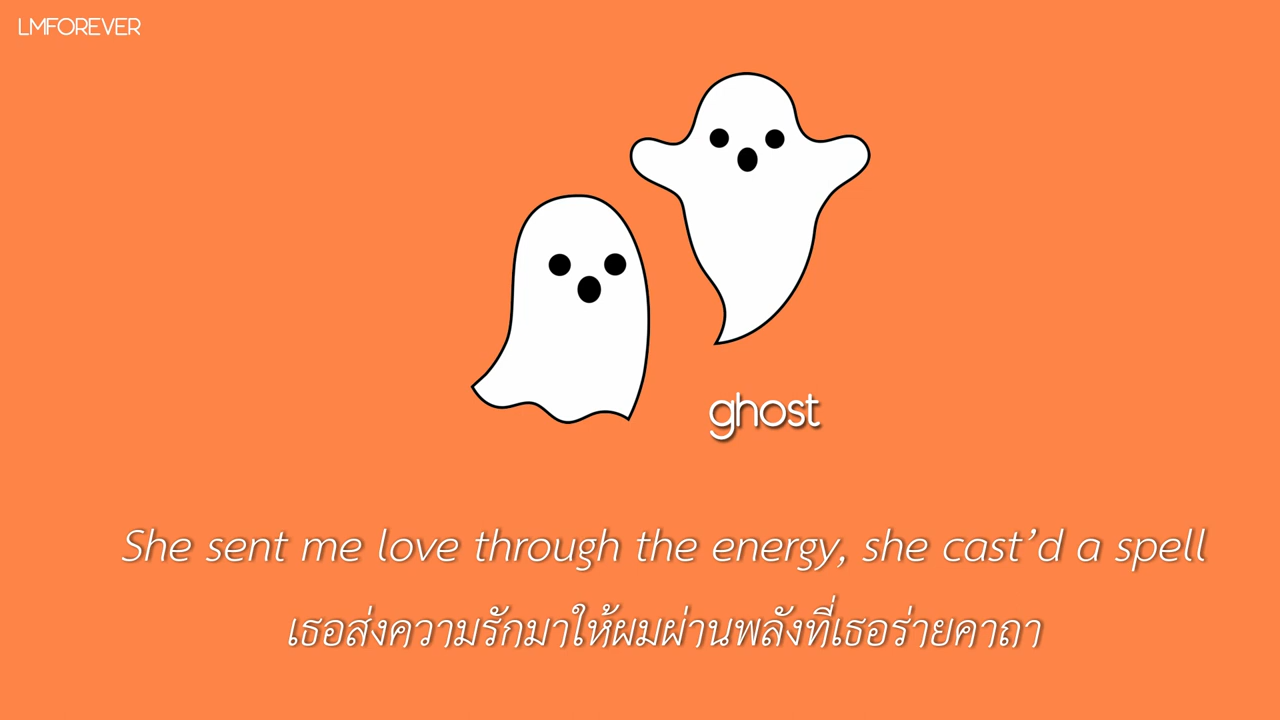 LMFOREVER
ghost
She sent me love through the energy, she cast’d a spell
เธอส่งความรักมาให้ผมผ่านพลังที่เธอร่ายคาถา